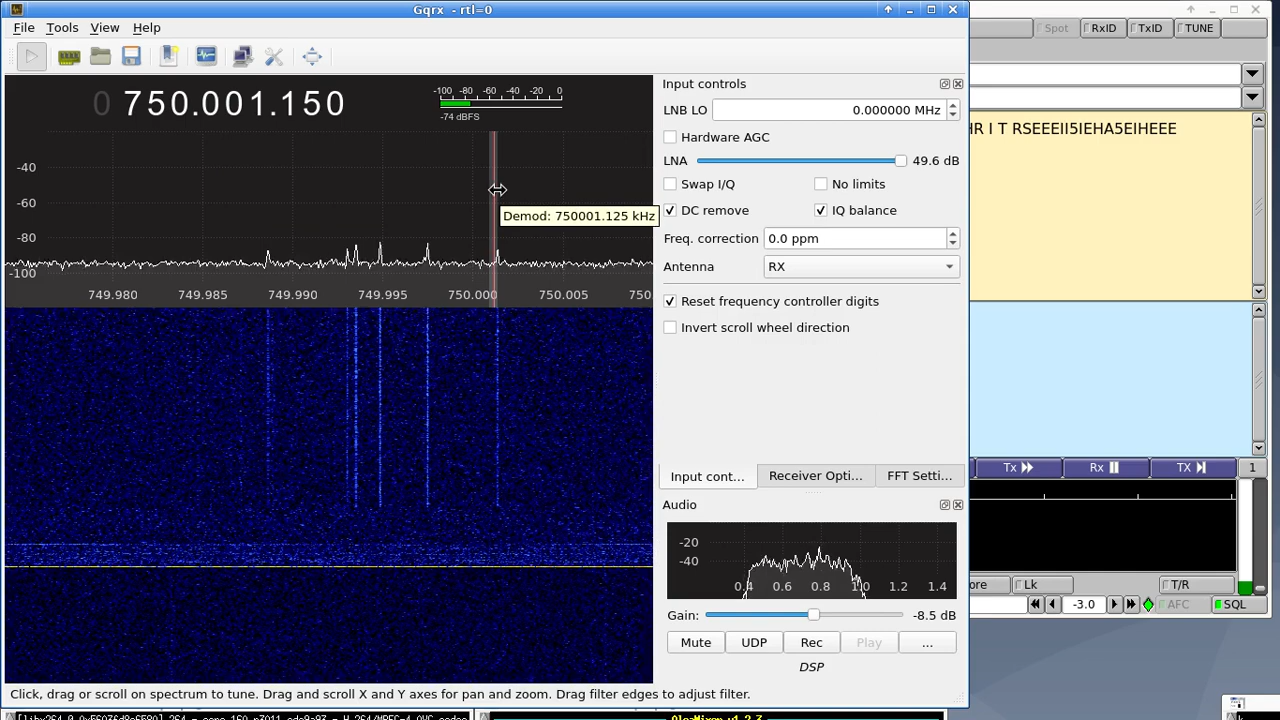 Gqrx - rtl=0
File Tools View Help
0 750.001.150
-100 -80 -60 -40 -20 0
-74 dBFS
-40
-60
-80
-100
Demod: 750001.125 kHz
749.980 749.985 749.990 749.995 750.000 750.005 750.
Input controls
LNB LO 0.000000 MHz
Hardware AGC
LNA 49.6 dB
Swap I/Q No limits
DC remove IQ balance
Freq. correction 0.0 ppm
Antenna RX
Reset frequency controller digits
Invert scroll wheel direction
Input cont... Receiver Opti... FFT Setti...
Audio
-20
-40
0.4 0.6 0.8 1.0 1.2 1.4
Gain: -8.5 dB
Mute UDP Rec Play ...
DSP
Click, drag or scroll on spectrum to tune. Drag and scroll X and Y axes for pan and zoom. Drag filter edges to adjust filter.
Spot RxID TxID TUNE
HR I T RSEEEII5IEHA5EIHEEE
Tx Rx TX 1
ore Lk T/R
-3.0 AFC SQL